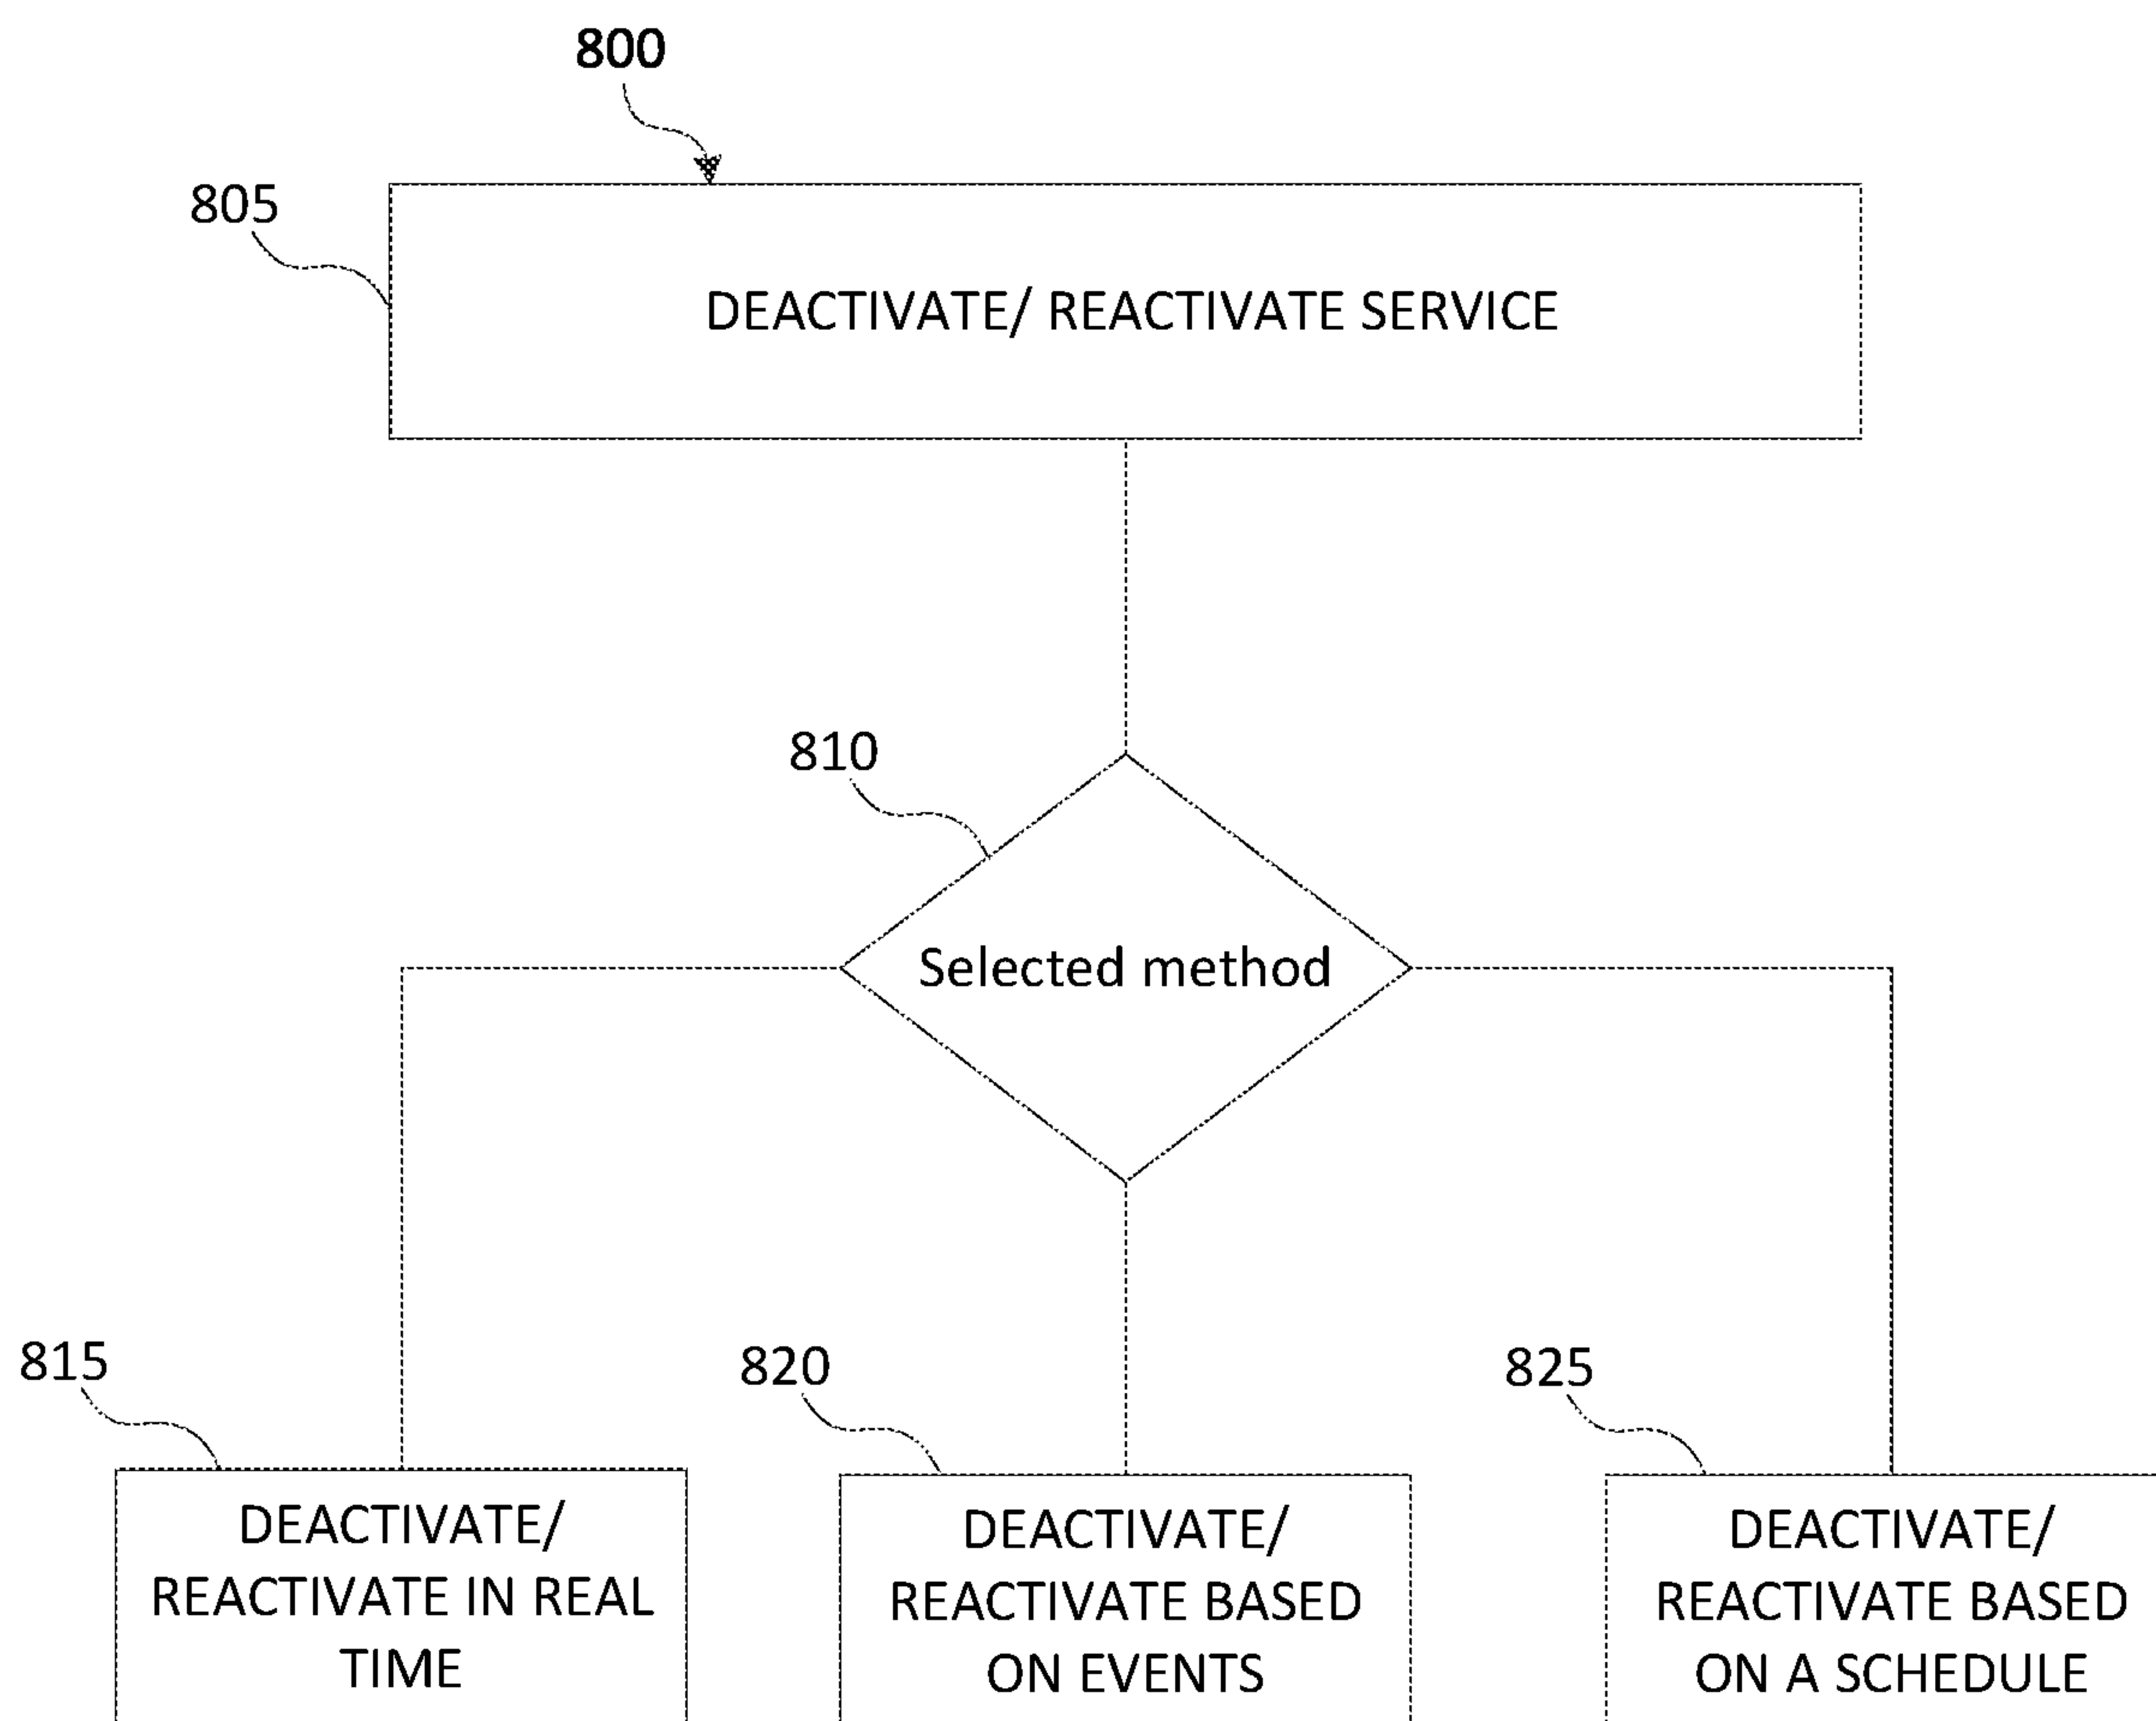 800
805
DEACTIVATE/ REACTIVATE SERVICE
810
Selected method
815
DEACTIVATE/
REACTIVATE IN REAL
TIME
820
DEACTIVATE/
REACTIVATE BASED
ON EVENTS
825
DEACTIVATE/
REACTIVATE BASED
ON A SCHEDULE